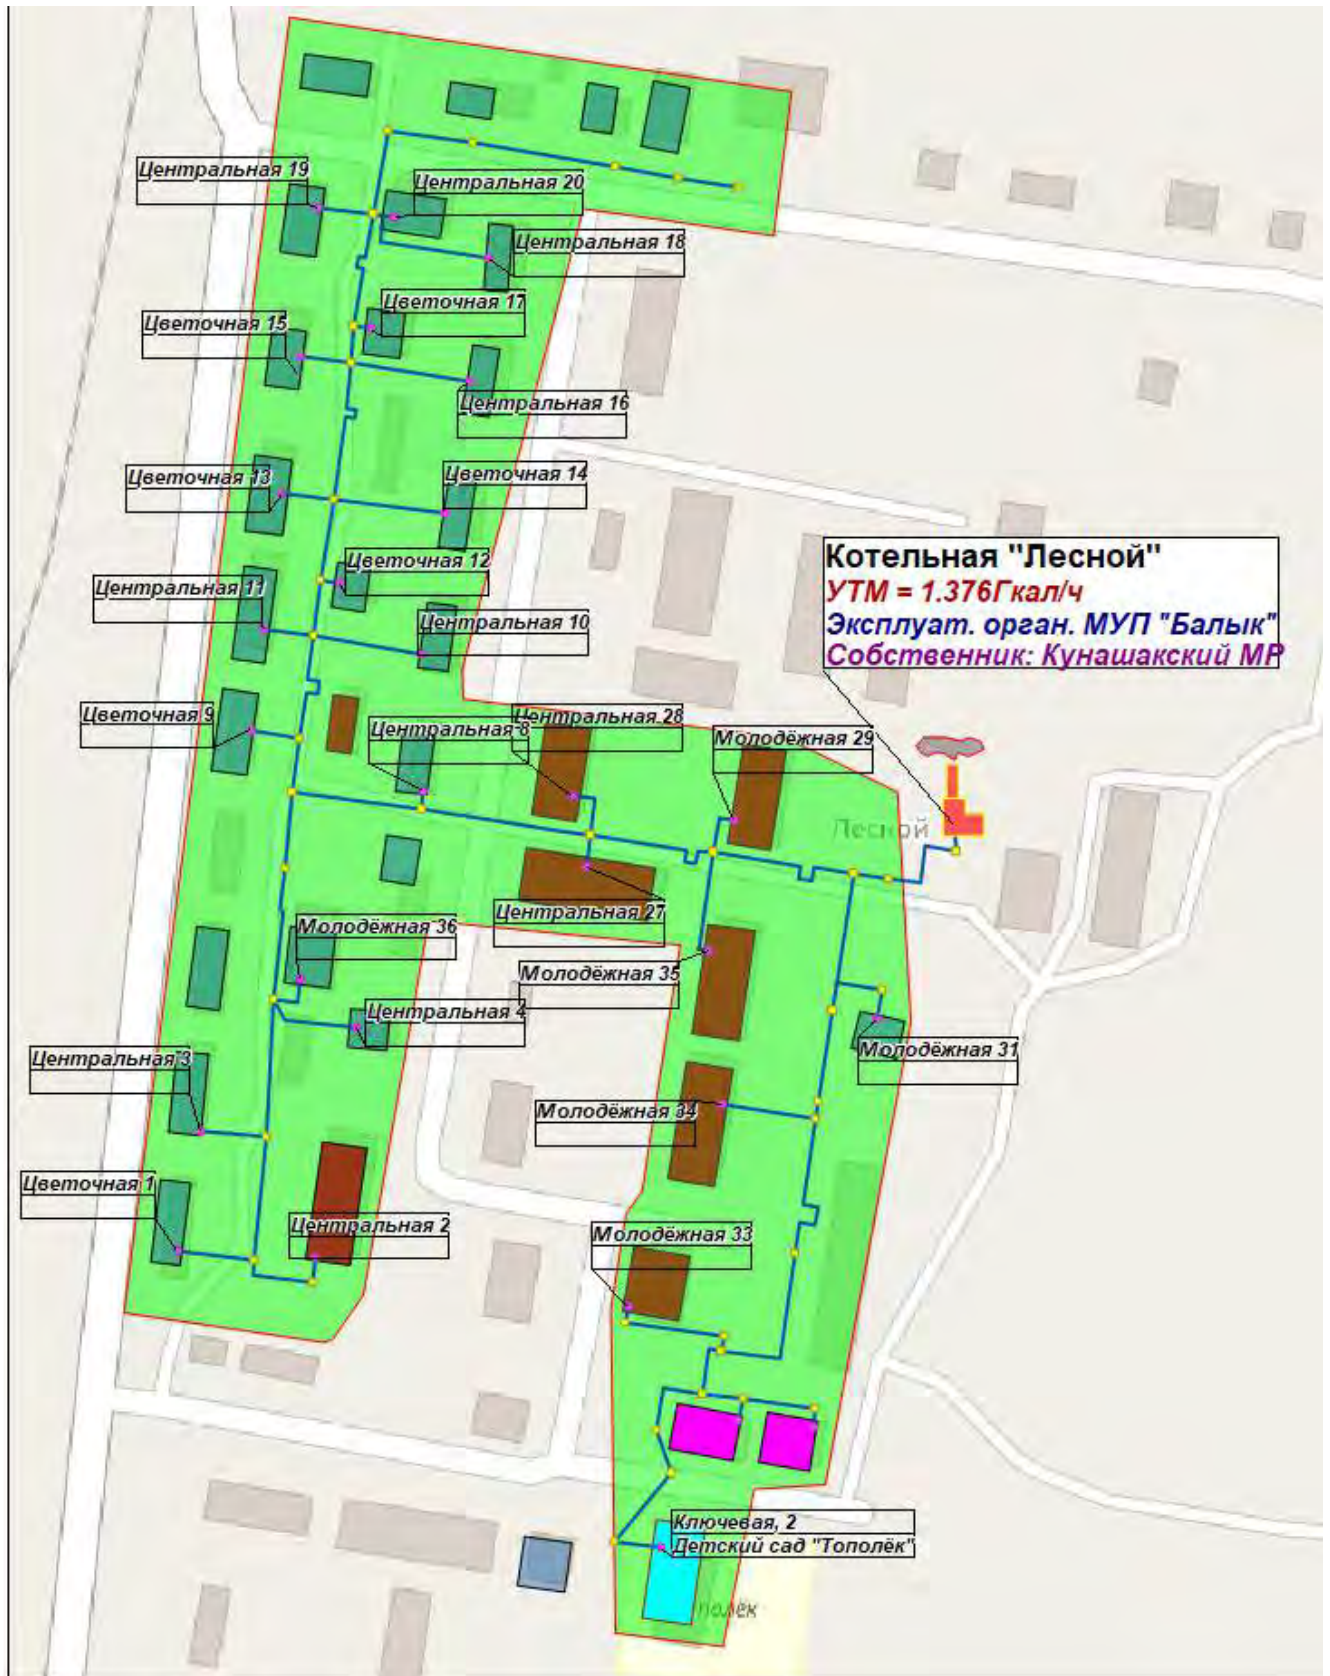 Центральная 19
Центральная 20
Центральная 18
Цветочная 17
Цветочная 15
Центральная 16
Цветочная 13
Цветочная 14
Котельная "Лесной"
УТМ = 1.376Гкал/ч
Эксплуат. орган. МУП "Балык"
Собственник: Кунашакский МР
Цветочная 12
Центральная 11
Центральная 10
Цветочная 9
Центральная 8
Центральная 28
Молодёжная 29
Лесной
Центральная 27
Молодёжная 36
Молодёжная 35
Центральная 4
Молодёжная 31
Центральная 3
Молодёжная 34
Цветочная 1
Центральная 2
Молодёжная 33
Ключевая, 2
Детский сад "Тополёк"
полёк